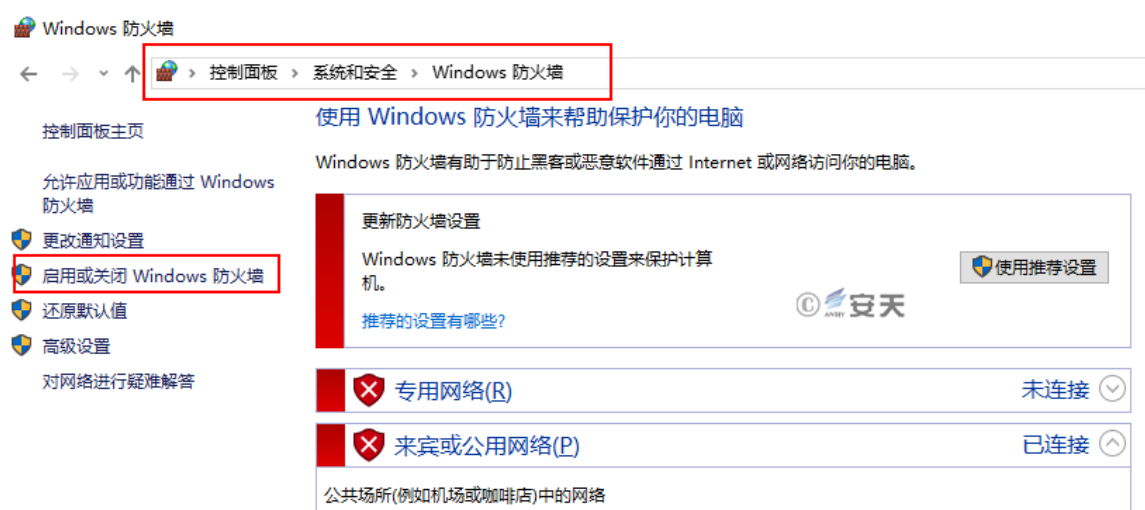 Windows 防火墙
控制面板 › 系统和安全 › Windows 防火墙
控制面板主页
允许应用或功能通过 Windows
防火墙
更改通知设置
启用或关闭 Windows 防火墙
还原默认值
高级设置
对网络进行疑难解答
使用 Windows 防火墙来帮助保护你的电脑
Windows 防火墙有助于防止黑客或恶意软件通过 Internet 或网络访问你的电脑。
更新防火墙设置
Windows 防火墙未使用推荐的设置来保护计算
机。
使用推荐设置
推荐的设置有哪些?
© ANTIY 安天
专用网络(R)
未连接
来宾或公用网络(P)
已连接
公共场所(例如机场或咖啡店)中的网络